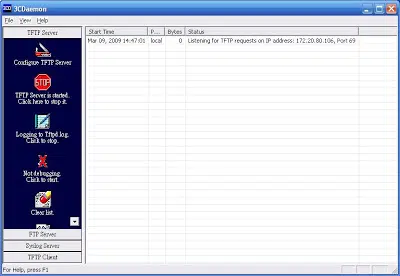 3CDaemon
File View Help
TFTP Server
Start Time P... Peer Bytes Status
Mar 09, 2009 14:47:01 local 0 Listening for TFTP requests on IP address: 172.20.80.106, Port 69
Configure TFTP Server
TFTP Server is started.
Click here to stop it.
Logging to Tftpd.log.
Click to stop.
Not debugging.
Click to start.
Clear list.
FTP Server
Syslog Server
TFTP Client
For Help, press F1